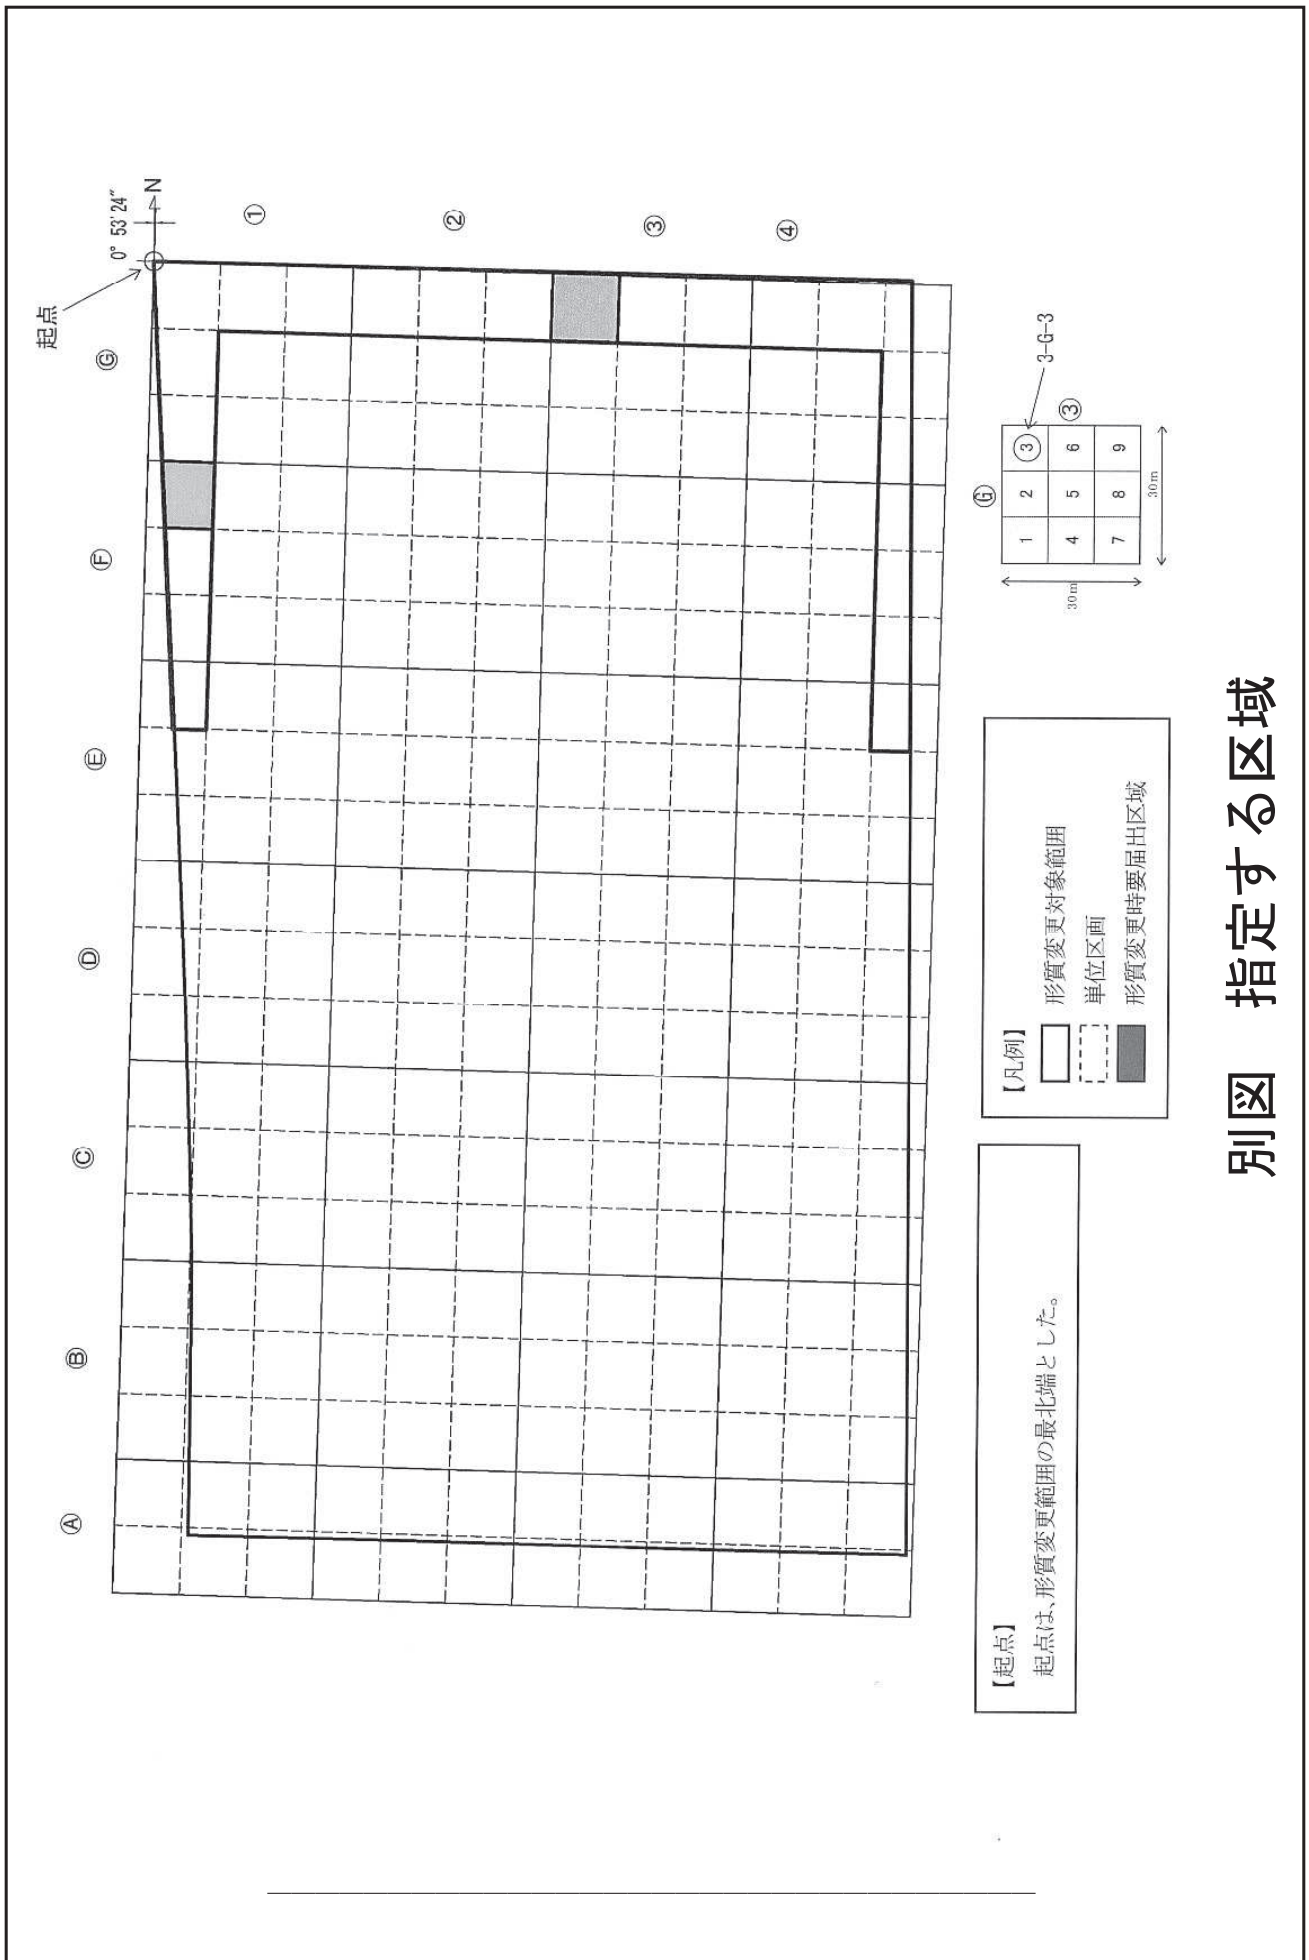 起点
0° 53′ 24″
N
Ⓐ
Ⓑ
Ⓒ
Ⓓ
Ⓔ
Ⓕ
Ⓖ
①
②
③
④
【起点】
起点は、形質変更範囲の最北端とした。
【凡例】
形質変更対象範囲
単位区画
形質変更時要届出区域
Ⓖ
1 2 ③
4 5 6
7 8 9
③
3-G-3
30m
30m
別図 指定する区域